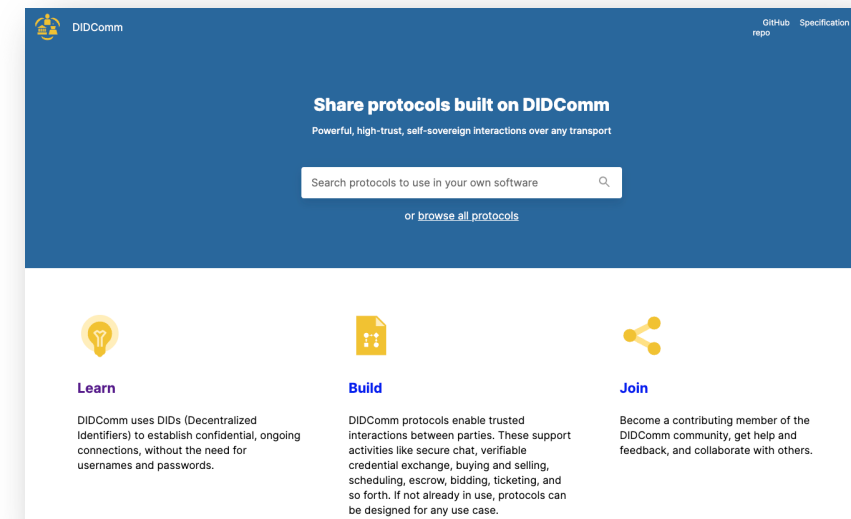 DIDComm
GitHub Specification
repo
Share protocols built on DIDComm
Powerful, high-trust, self-sovereign interactions over any transport
Search protocols to use in your own software
or browse all protocols
Learn
DIDComm uses DIDs (Decentralized
Identifiers) to establish confidential, ongoing
connections, without the need for
usernames and passwords.
Build
DIDComm protocols enable trusted
interactions between parties. These support
activities like secure chat, verifiable
credential exchange, buying and selling,
scheduling, escrow, bidding, ticketing, and
so forth. If not already in use, protocols can
be designed for any use case.
Join
Become a contributing member of the
DIDComm community, get help and
feedback, and collaborate with others.